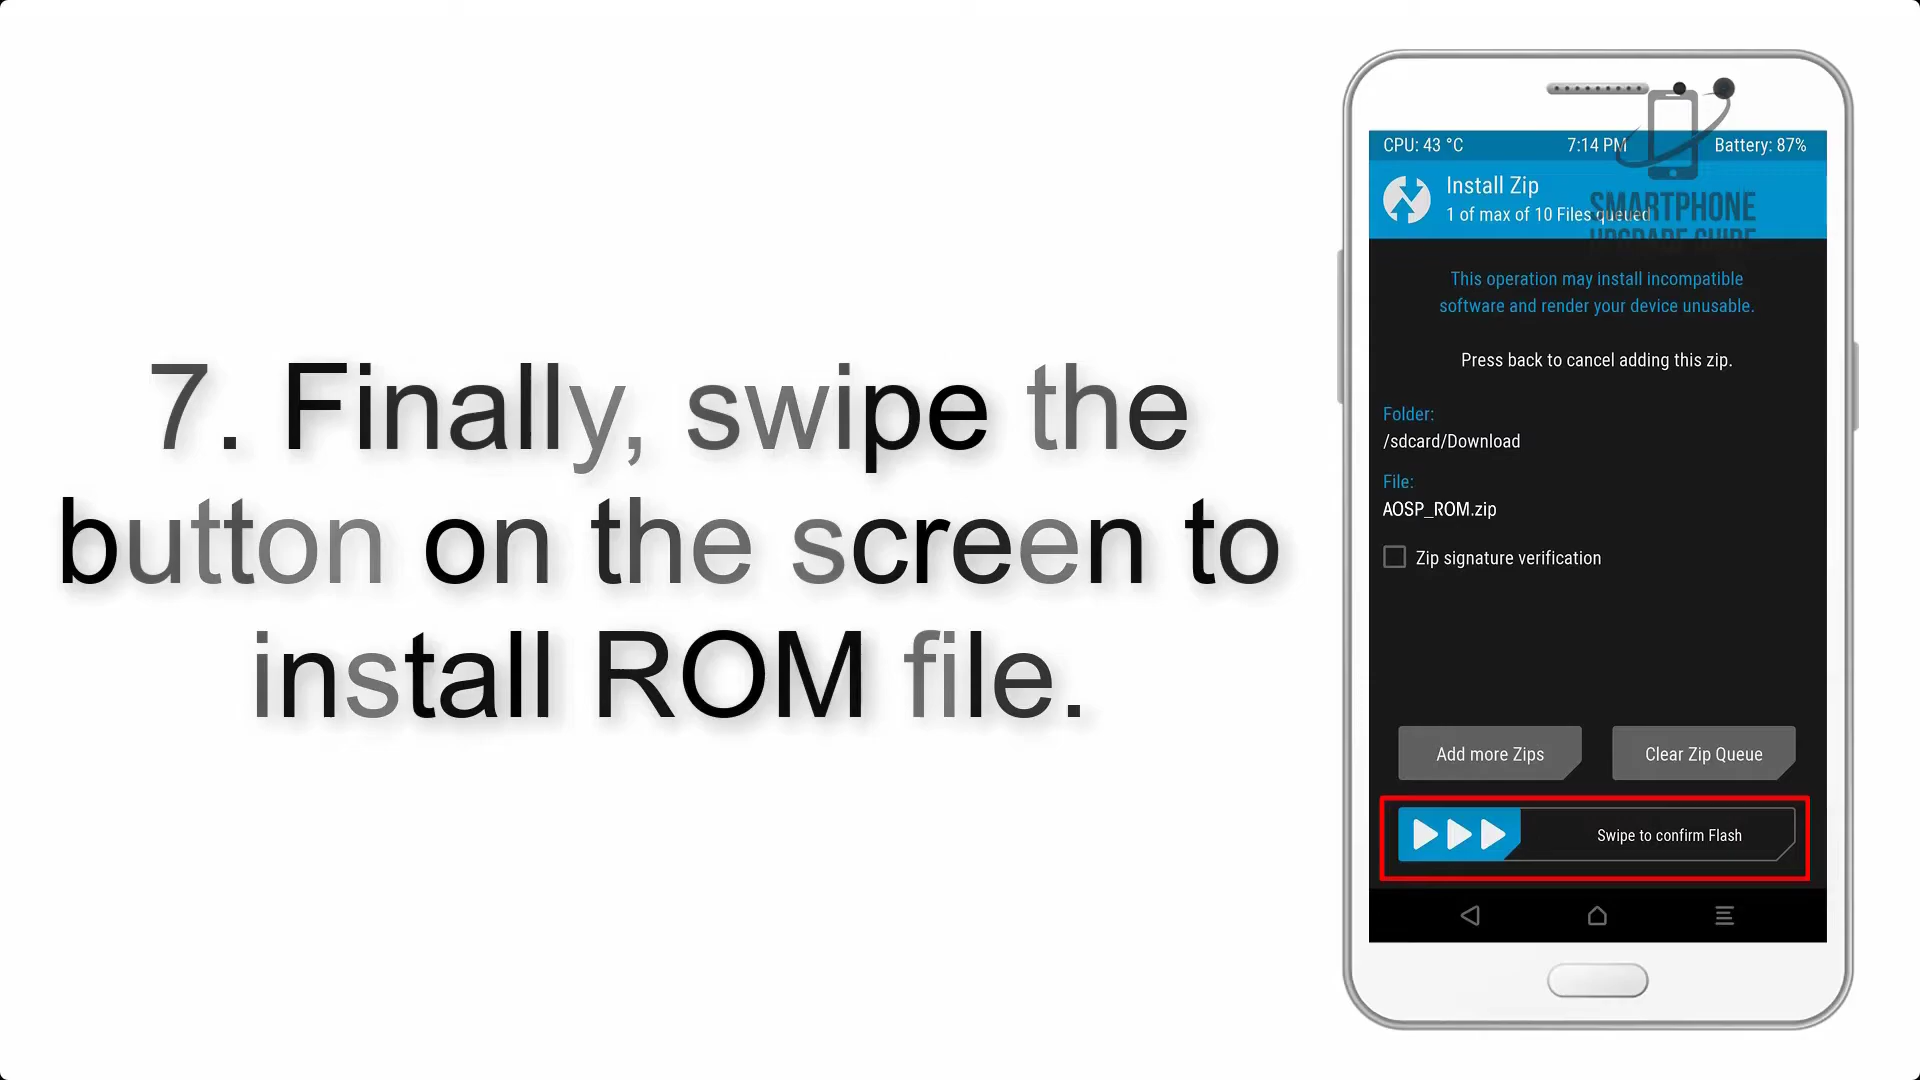 7. Finally, swipe the
button on the screen to
install ROM file.
CPU: 43 °C 7:14 PM Battery: 87%
Install Zip
1 of max of 10 Files queued
SMARTPHONE
UPGRADE GUIDE
This operation may install incompatible
software and render your device unusable.
Press back to cancel adding this zip.
Folder:
/sdcard/Download
File:
AOSP_ROM.zip
Zip signature verification
Add more Zips Clear Zip Queue
Swipe to confirm Flash